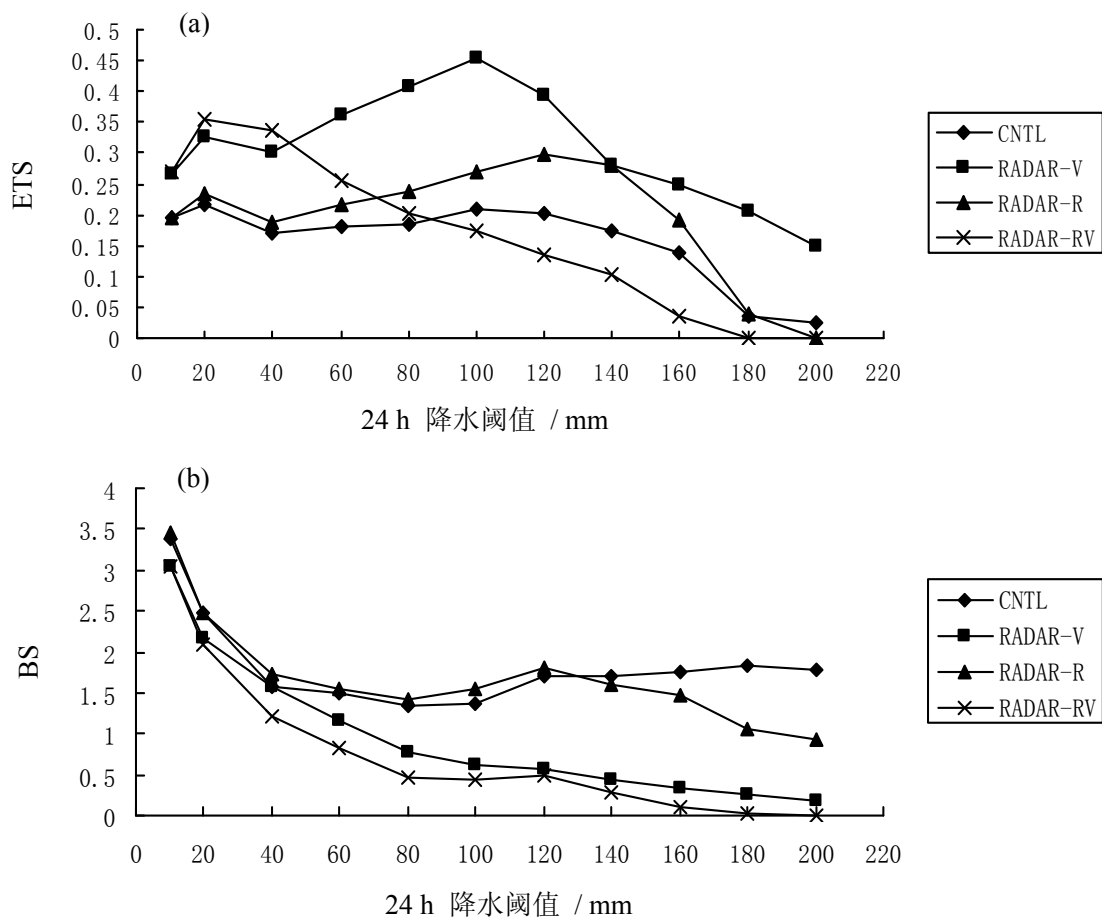 (a)
0.5
0.45
0.4
0.35
0.3
0.25
0.2
0.15
0.1
0.05
0
ETS
0 20 40 60 80 100 120 140 160 180 200 220
24 h 降水阈值 / mm
CNTL
RADAR-V
RADAR-R
RADAR-RV
(b)
4
3.5
3
2.5
2
1.5
1
0.5
0
BS
0 20 40 60 80 100 120 140 160 180 200 220
24 h 降水阈值 / mm
CNTL
RADAR-V
RADAR-R
RADAR-RV